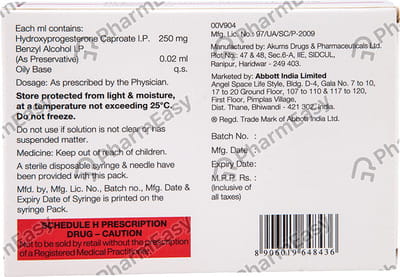 Each ml contains:
Hydroxyprogesterone Caproate I.P. 250 mg
Benzyl Alcohol I.P.
(As Preservative) 0.02 ml
Oily Base q.s.
Dosage: As prescribed by the Physician.
Store protected from light & moisture,
at a temperature not exceeding 25°C.
Do not freeze.
Do not use if solution is not clear or has
suspended matter.
Medicine: Keep out of reach of children.
A sterile disposable syringe & needle have
been provided with this pack.
Mfd. by, Mfg. Lic. No., Batch no., Mfg. Date &
Expiry Date of Syringe is printed on the
syringe Pack.
SCHEDULE H PRESCRIPTION
DRUG – CAUTION
Not to be sold by retail without the prescription
of a Registered Medical Practitioner.
00V904
Mfg. Lic. No.: 97/UA/SC/P-2009
Manufactured by: Akums Drugs & Pharmaceuticals Ltd.
Plot No. 47 & 48, Sec.-6A, IIE, SIDCUL,
Ranipur, Haridwar - 249 403.
Marketed by: Abbott India Limited
Angel Space Life Style, Bldg. D-4, Gala No. 7 to 10,
17 to 20 Ground Floor, 107 to 110 & 117 to 120,
First Floor, Pimplas Village,
Dist. Thane, Bhiwandi - 421 302, India.
® Regd. Trade Mark of Abbott India Ltd.
Batch No. :
Mfg. Date :
Expiry Date:
M.R.P. Rs :
(Inclusive of
all taxes)
8 906019 648436
PharmEasy